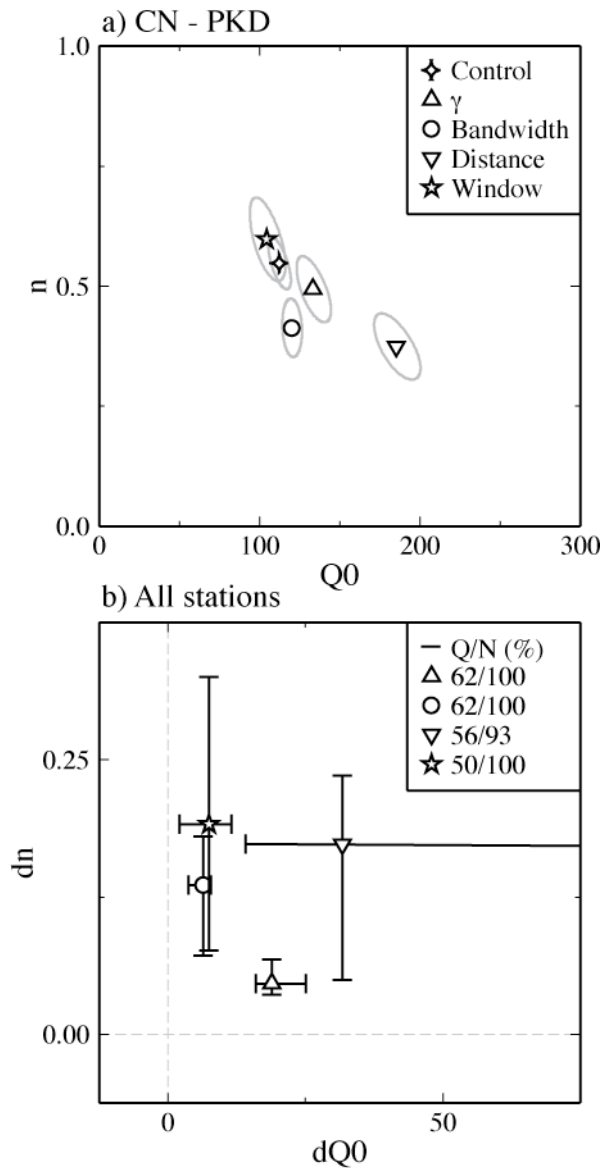 a) CN - PKD
1.0
0.5
0.0
n
Control
γ
Bandwidth
Distance
Window
0 100 200 300
Q0
b) All stations
0.25
0.00
dn
Q/N (%)
62/100
62/100
56/93
50/100
0 50
dQ0